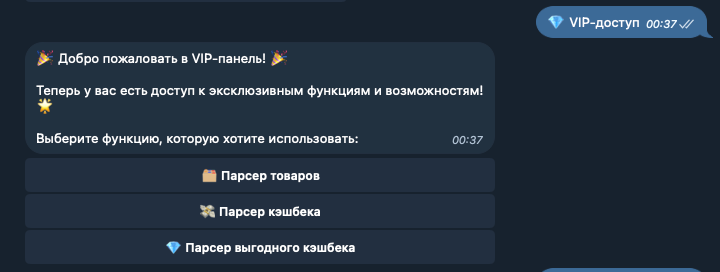 💎 VIP-доступ 00:37
🎉 Добро пожаловать в VIP-панель! 🎉
Теперь у вас есть доступ к эксклюзивным функциям и возможностям!
🌟
Выберите функцию, которую хотите использовать: 00:37
🗂️ Парсер товаров
💸 Парсер кэшбека
💎 Парсер выгодного кэшбека